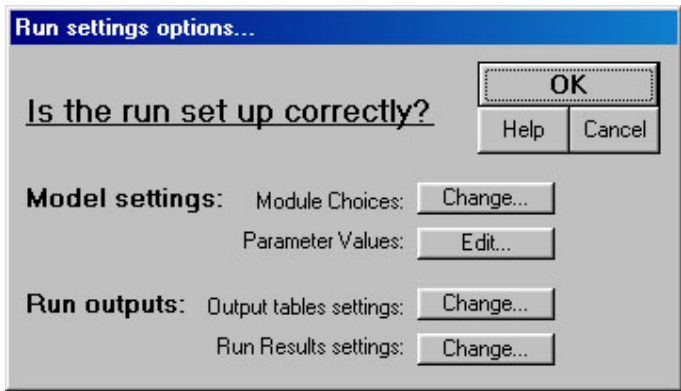 Run settings options...
Is the run set up correctly?
OK
Help Cancel
Model settings: Module Choices: Change...
Parameter Values: Edit...
Run outputs: Output tables settings: Change...
Run Results settings: Change...